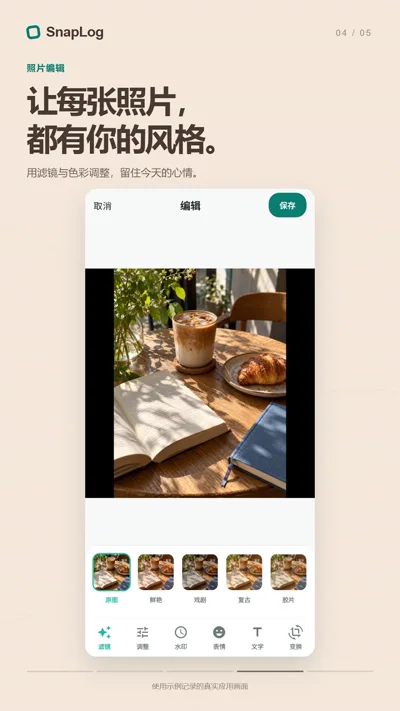 SnapLog
04 / 05
照片编辑
让每张照片，
都有你的风格。
用滤镜与色彩调整，留住今天的心情。
取消
编辑
保存
原图
鲜艳
戏剧
复古
胶片
滤镜
调整
水印
表情
文字
变换
使用示例记录的真实应用画面